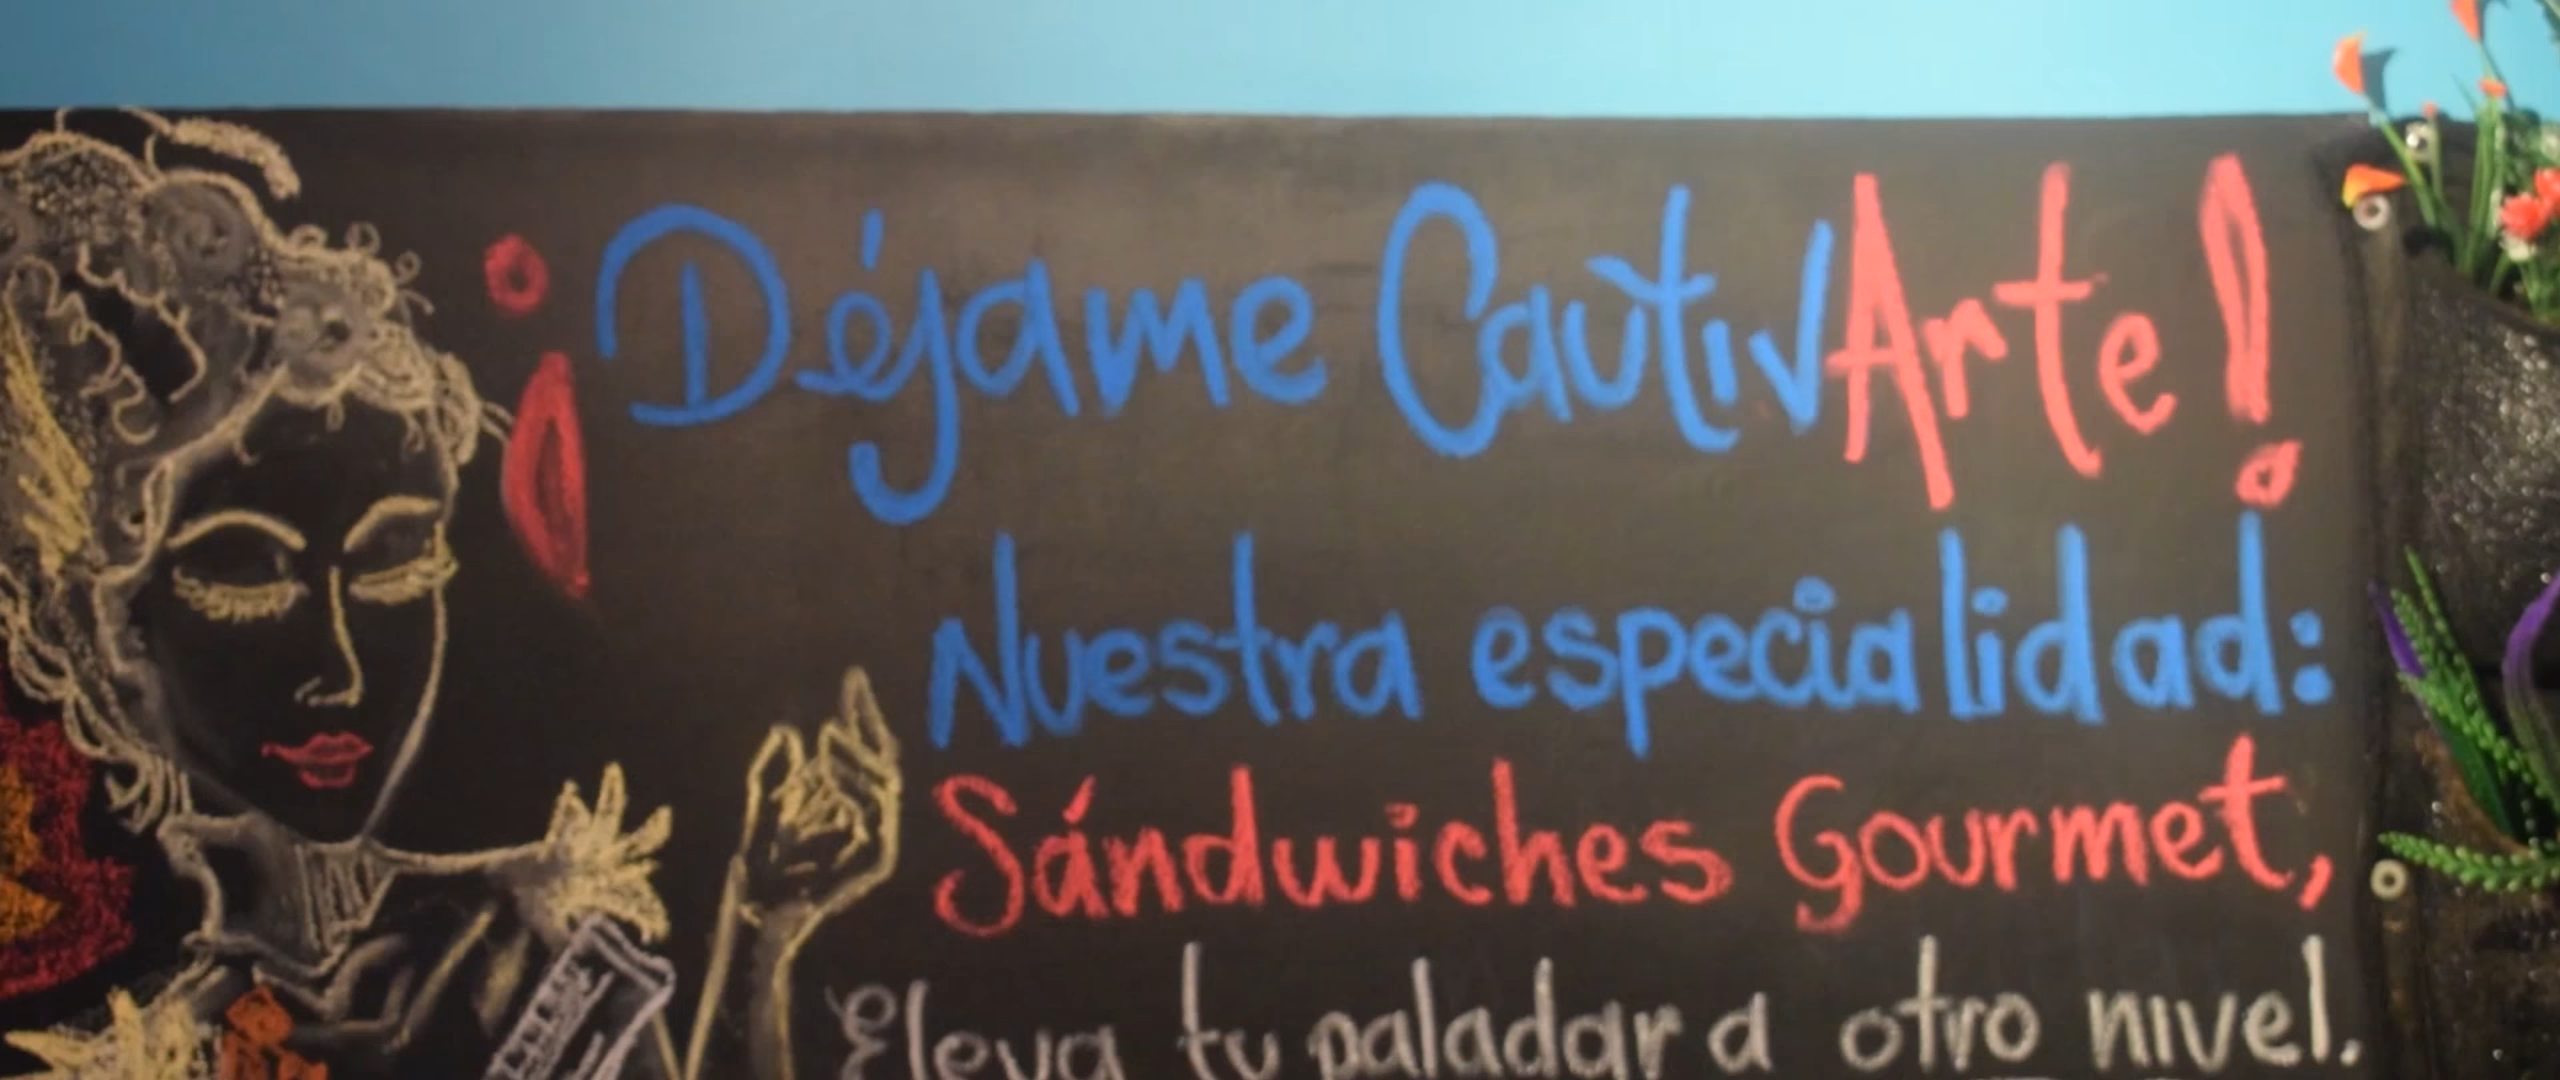 ¡Déjame CautivArte!
Nuestra especialidad:
Sándwiches Gourmet,
Eleva tu paladar a otro nivel.